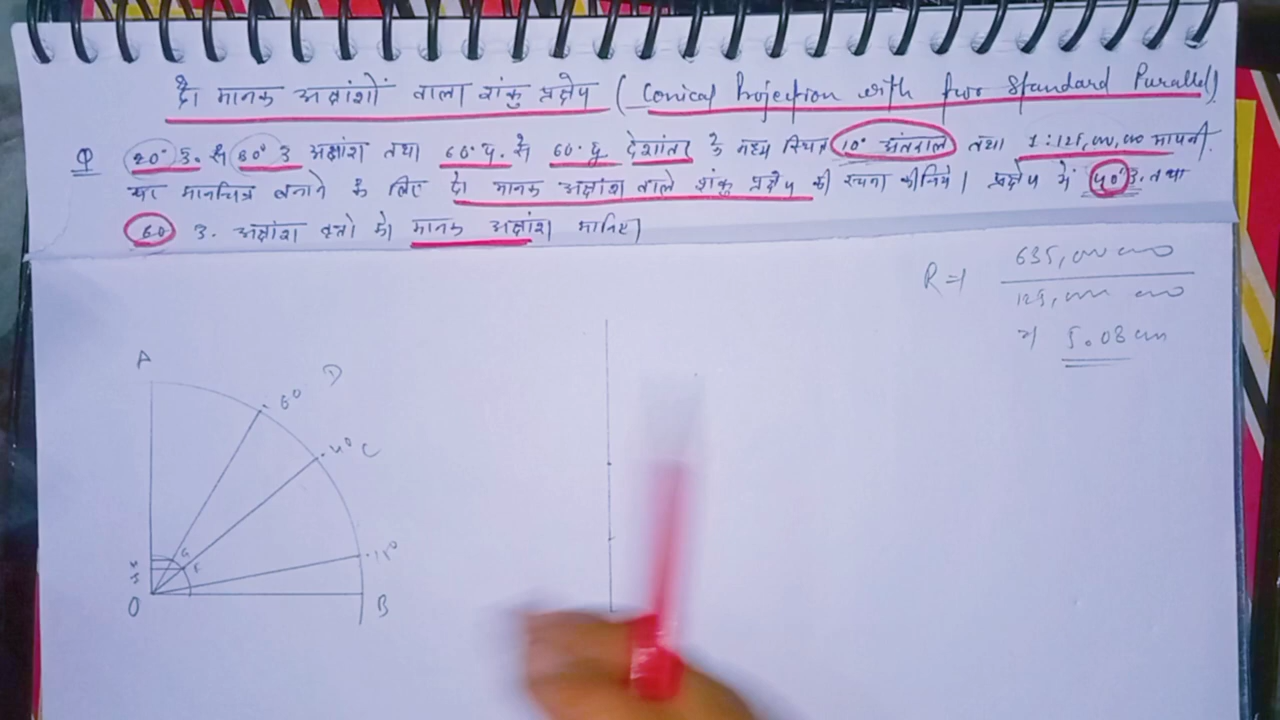 दो मानक अक्षांशों वाला शंकु प्रक्षेप (Conical Projection with two Standard Parallel)
Q 20° उ. से 80° उ अक्षांश तथा 60° पू. से 60° पू देशांतर के मध्य स्थित 10° अंतराल तथा 1:125,000,000 मापनी
पर मानचित्र बनाने के लिए दो मानक अक्षांश वाले शंकु प्रक्षेप की रचना कीजिये। प्रक्षेप में 40° उ. तथा
60 उ. अक्षांश वृत्तो को मानक अक्षांश मानिए।
R ⇒ 635,000 000
125,000 000
⇒ 5.08 cm
A
D
60°
40° C
G
F
10°
O
B